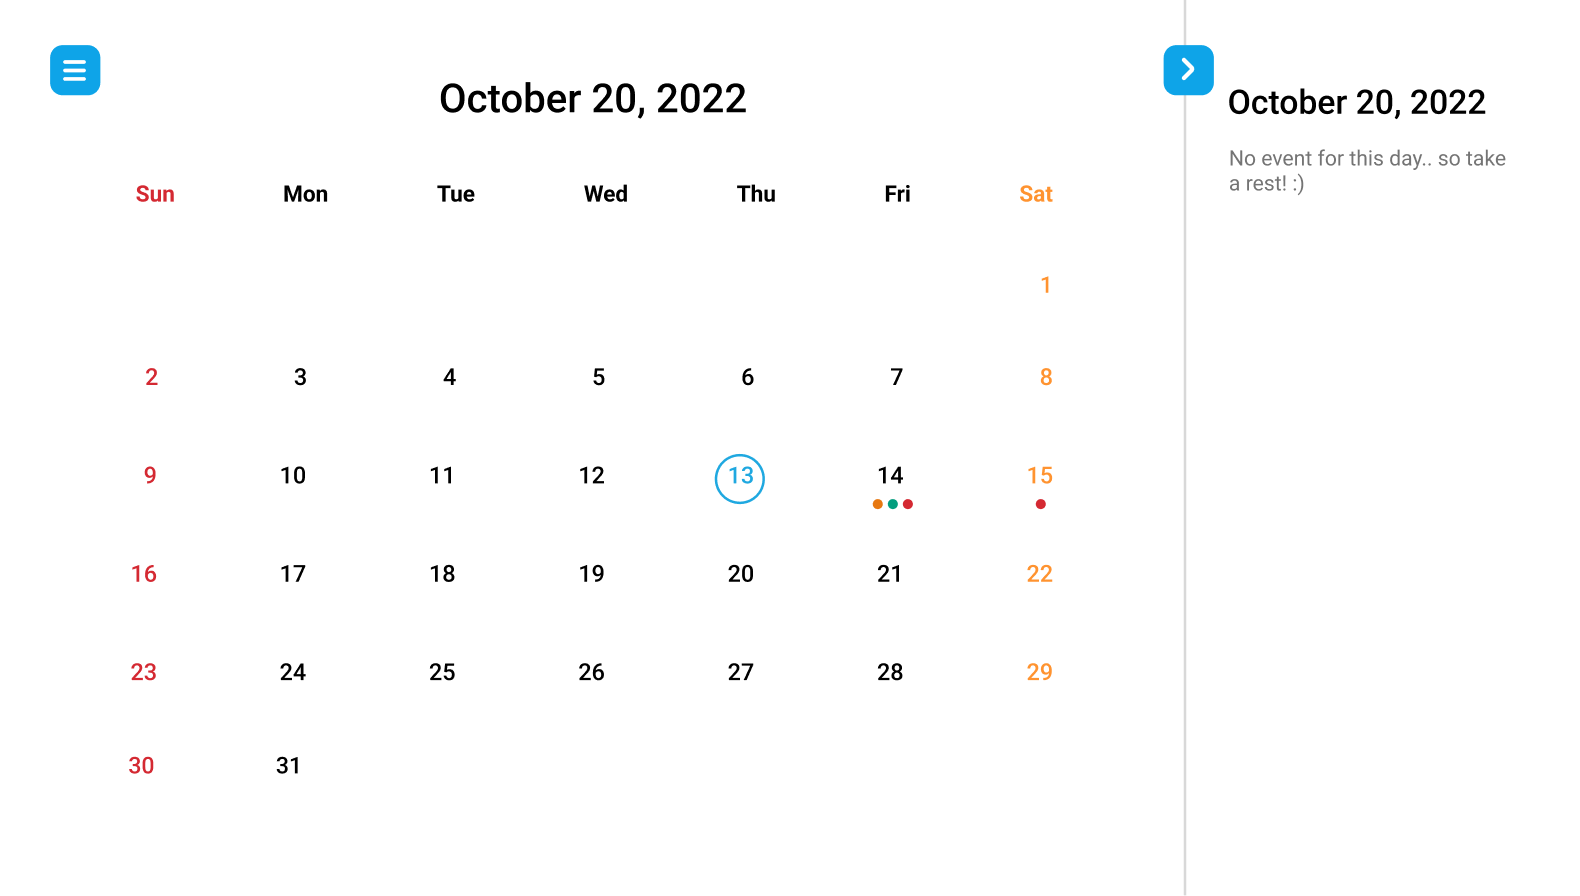 October 20, 2022
Sun Mon Tue Wed Thu Fri Sat
1
2 3 4 5 6 7 8
9 10 11 12 13 14 15
16 17 18 19 20 21 22
23 24 25 26 27 28 29
30 31
October 20, 2022
No event for this day.. so take
a rest! :)